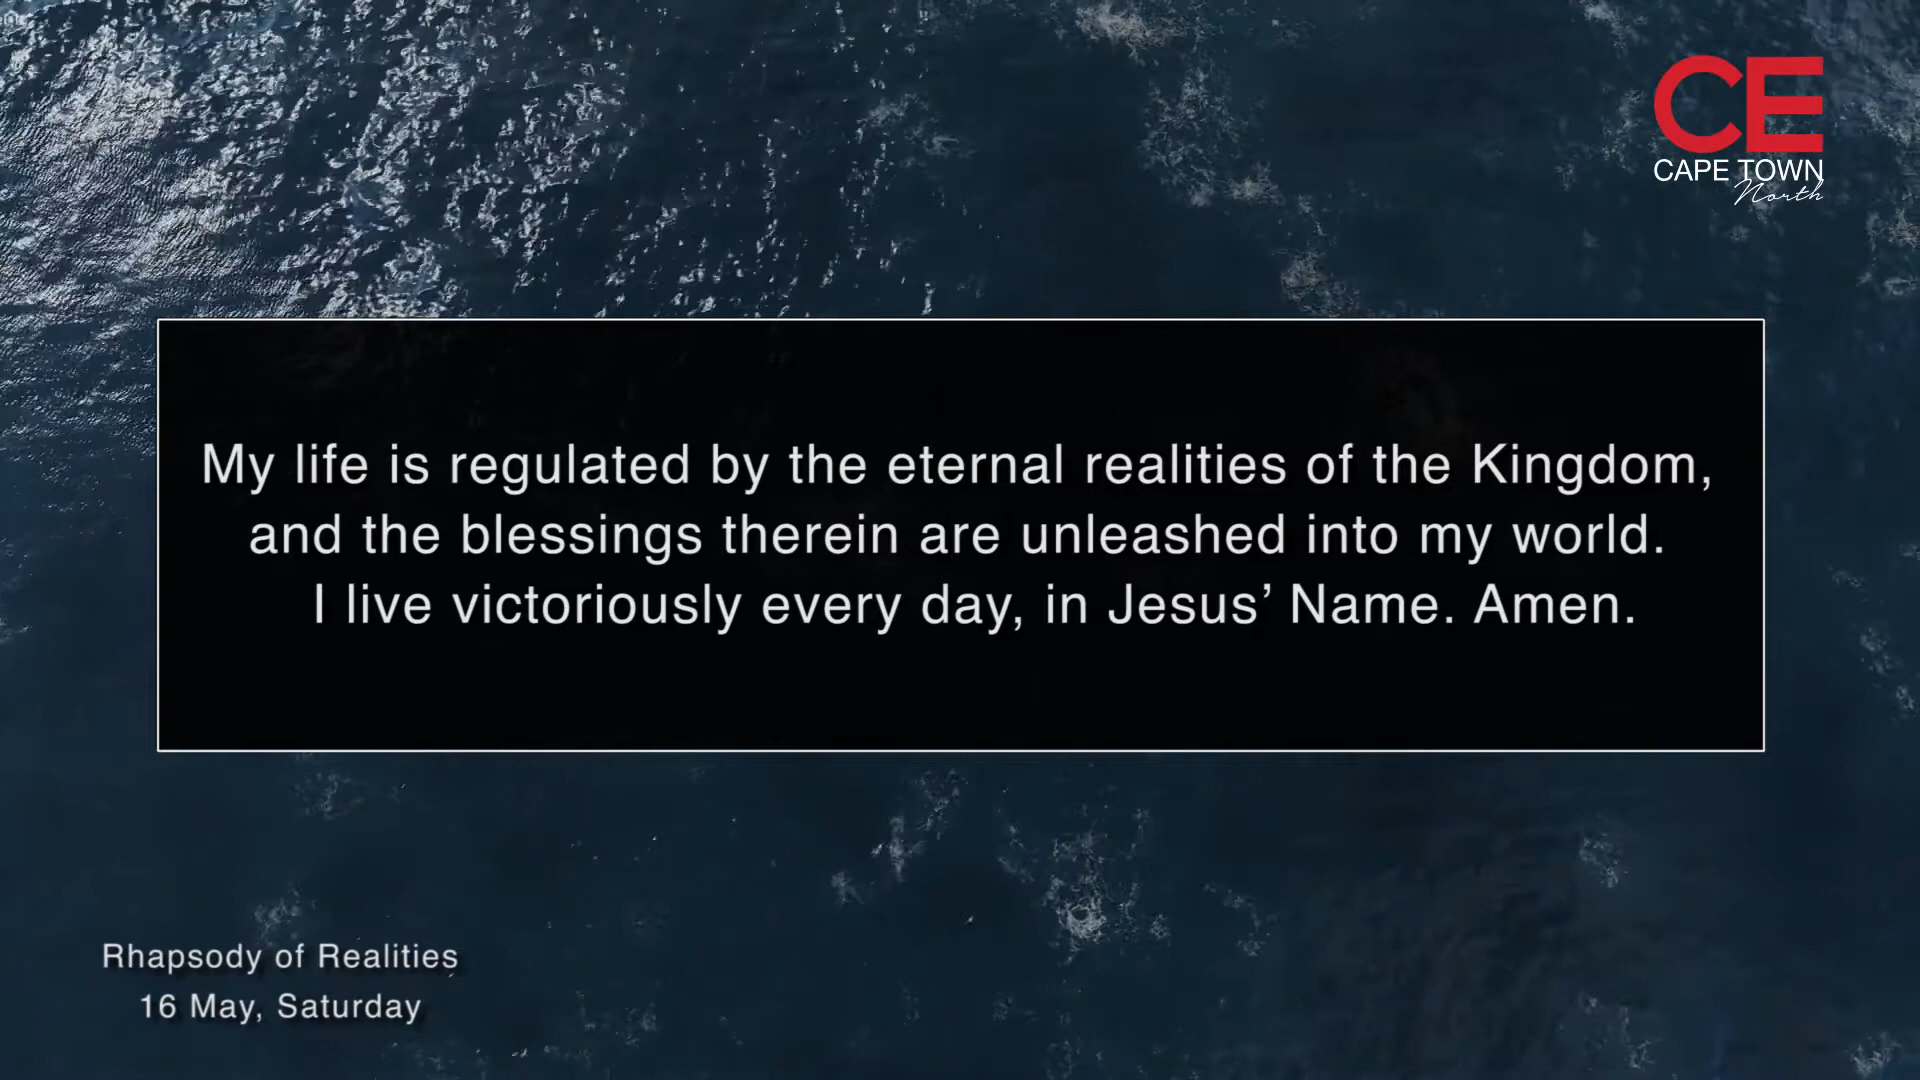 CE
CAPE TOWN
North
My life is regulated by the eternal realities of the Kingdom,
and the blessings therein are unleashed into my world.
I live victoriously every day, in Jesus’ Name. Amen.
Rhapsody of Realities
16 May, Saturday